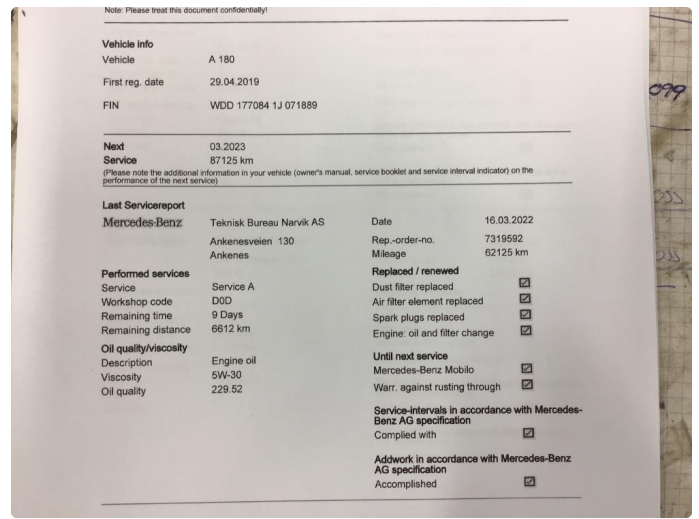 Note: Please treat this document confidentially!
Vehicle info
Vehicle A 180
First reg. date 29.04.2019
FIN WDD 177084 1J 071889
Next 03.2023
Service 87125 km
(Please note the additional information in your vehicle (owner's manual, service booklet and service interval indicator) on the
performance of the next service)
Last Servicereport
Mercedes-Benz Teknisk Bureau Narvik AS Date 16.03.2022
Ankenesveien 130 Rep.-order-no. 7319592
Ankenes Mileage 62125 km
Performed services Replaced / renewed
Service Service A Dust filter replaced
Workshop code D0D Air filter element replaced
Remaining time 9 Days Spark plugs replaced
Remaining distance 6612 km Engine: oil and filter change
Oil quality/viscosity
Description Engine oil Until next service
Viscosity 5W-30 Mercedes-Benz Mobilo
Oil quality 229.52 Warr. against rusting through
Service-intervals in accordance with Mercedes-
Benz AG specification
Complied with
Addwork in accordance with Mercedes-Benz
AG specification
Accomplished